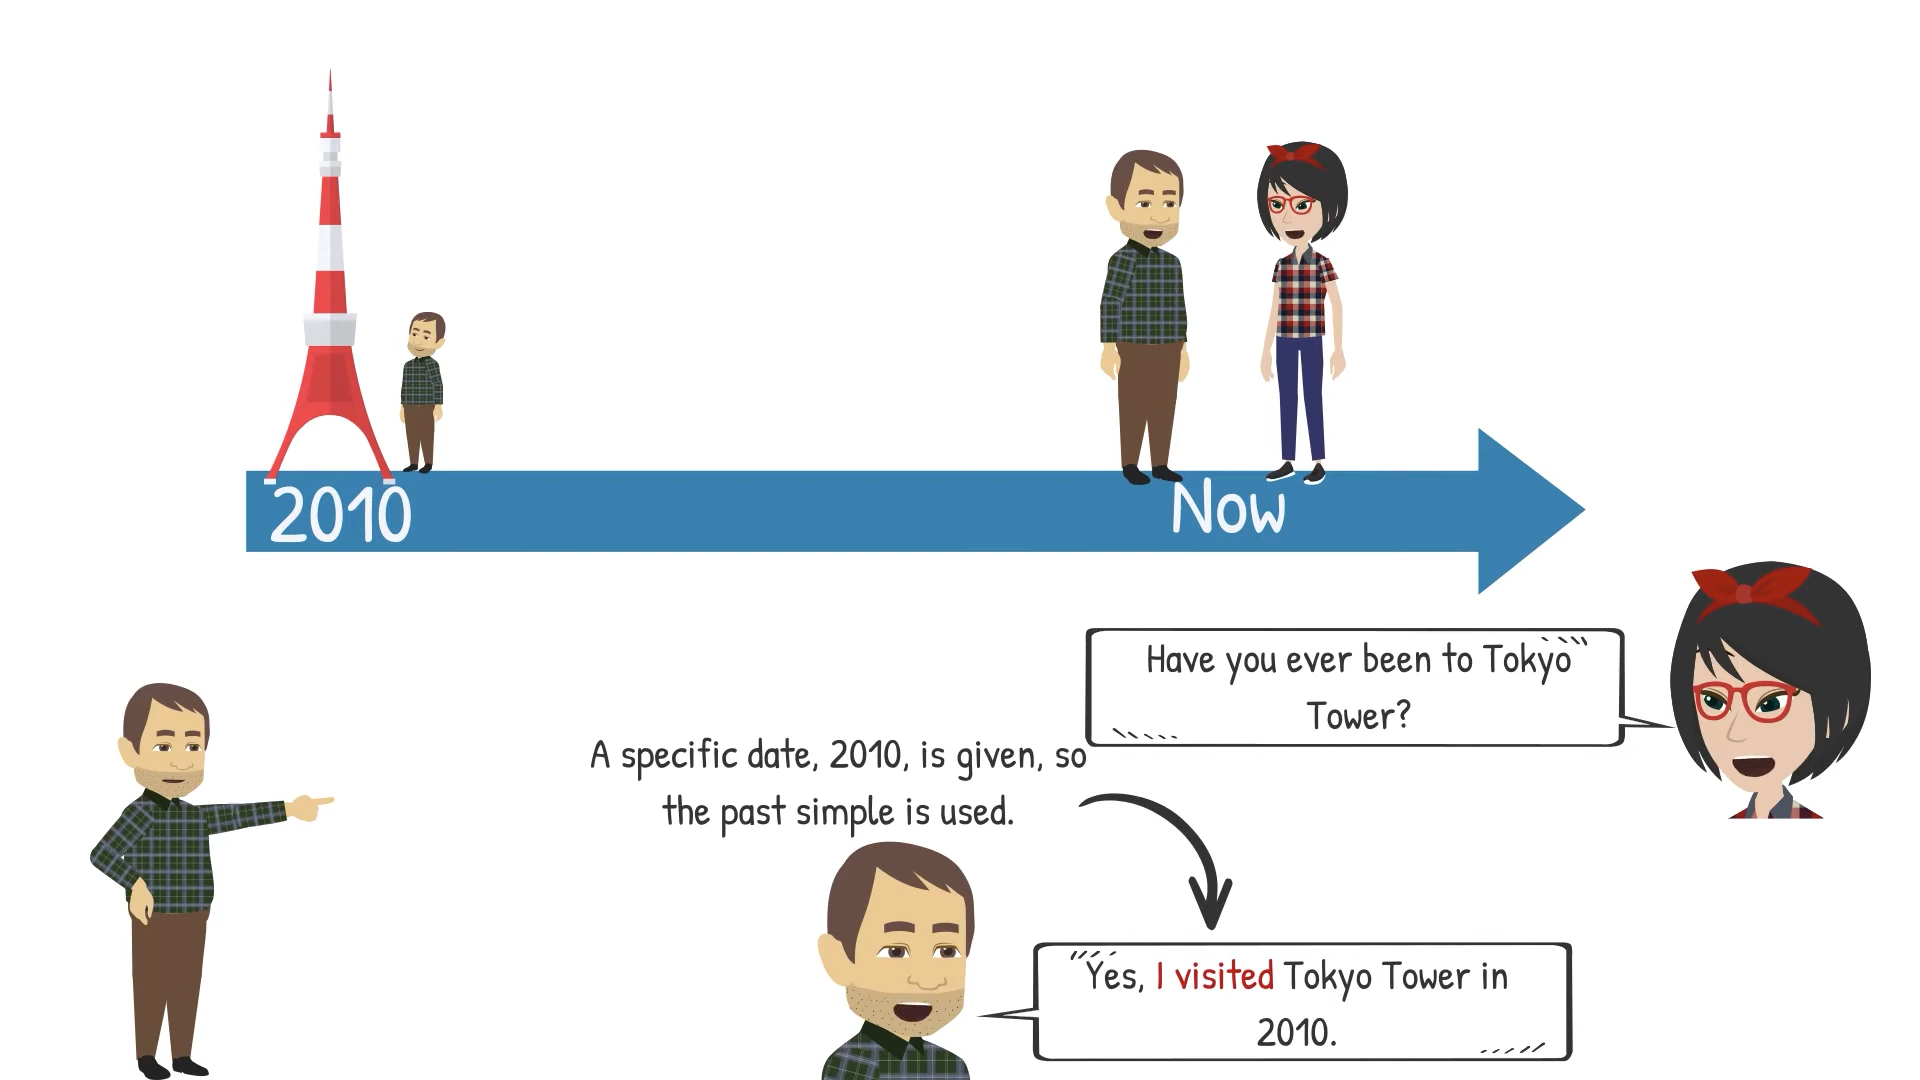 2010
Now
Have you ever been to Tokyo
Tower?
A specific date, 2010, is given, so
the past simple is used.
Yes, I visited Tokyo Tower in
2010.